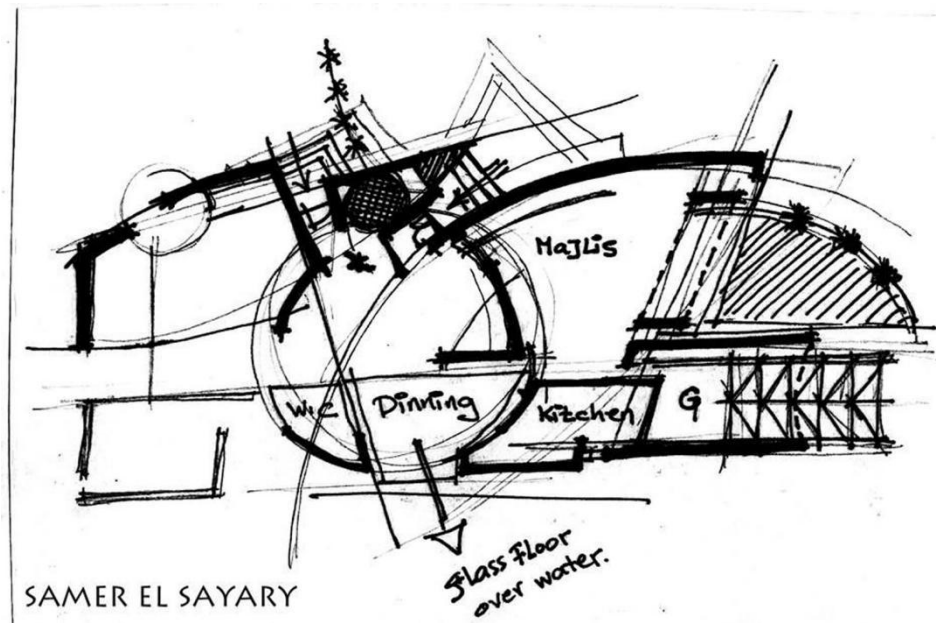 Majlis
W.C
Dinning
Kitchen
G
glass Floor
over water.
SAMER EL SAYARY